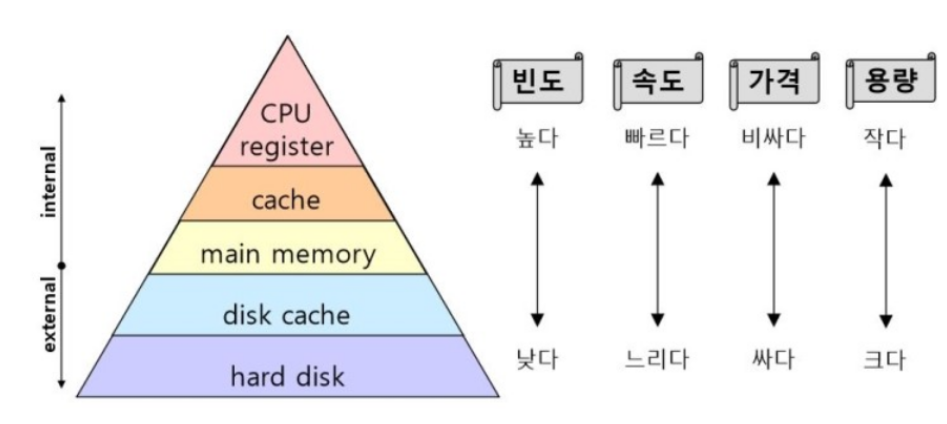 빈도 속도 가격 용량
높다 빠르다 비싸다 작다
CPU
register
internal
cache
main memory
external
disk cache
hard disk
낮다 느리다 싸다 크다